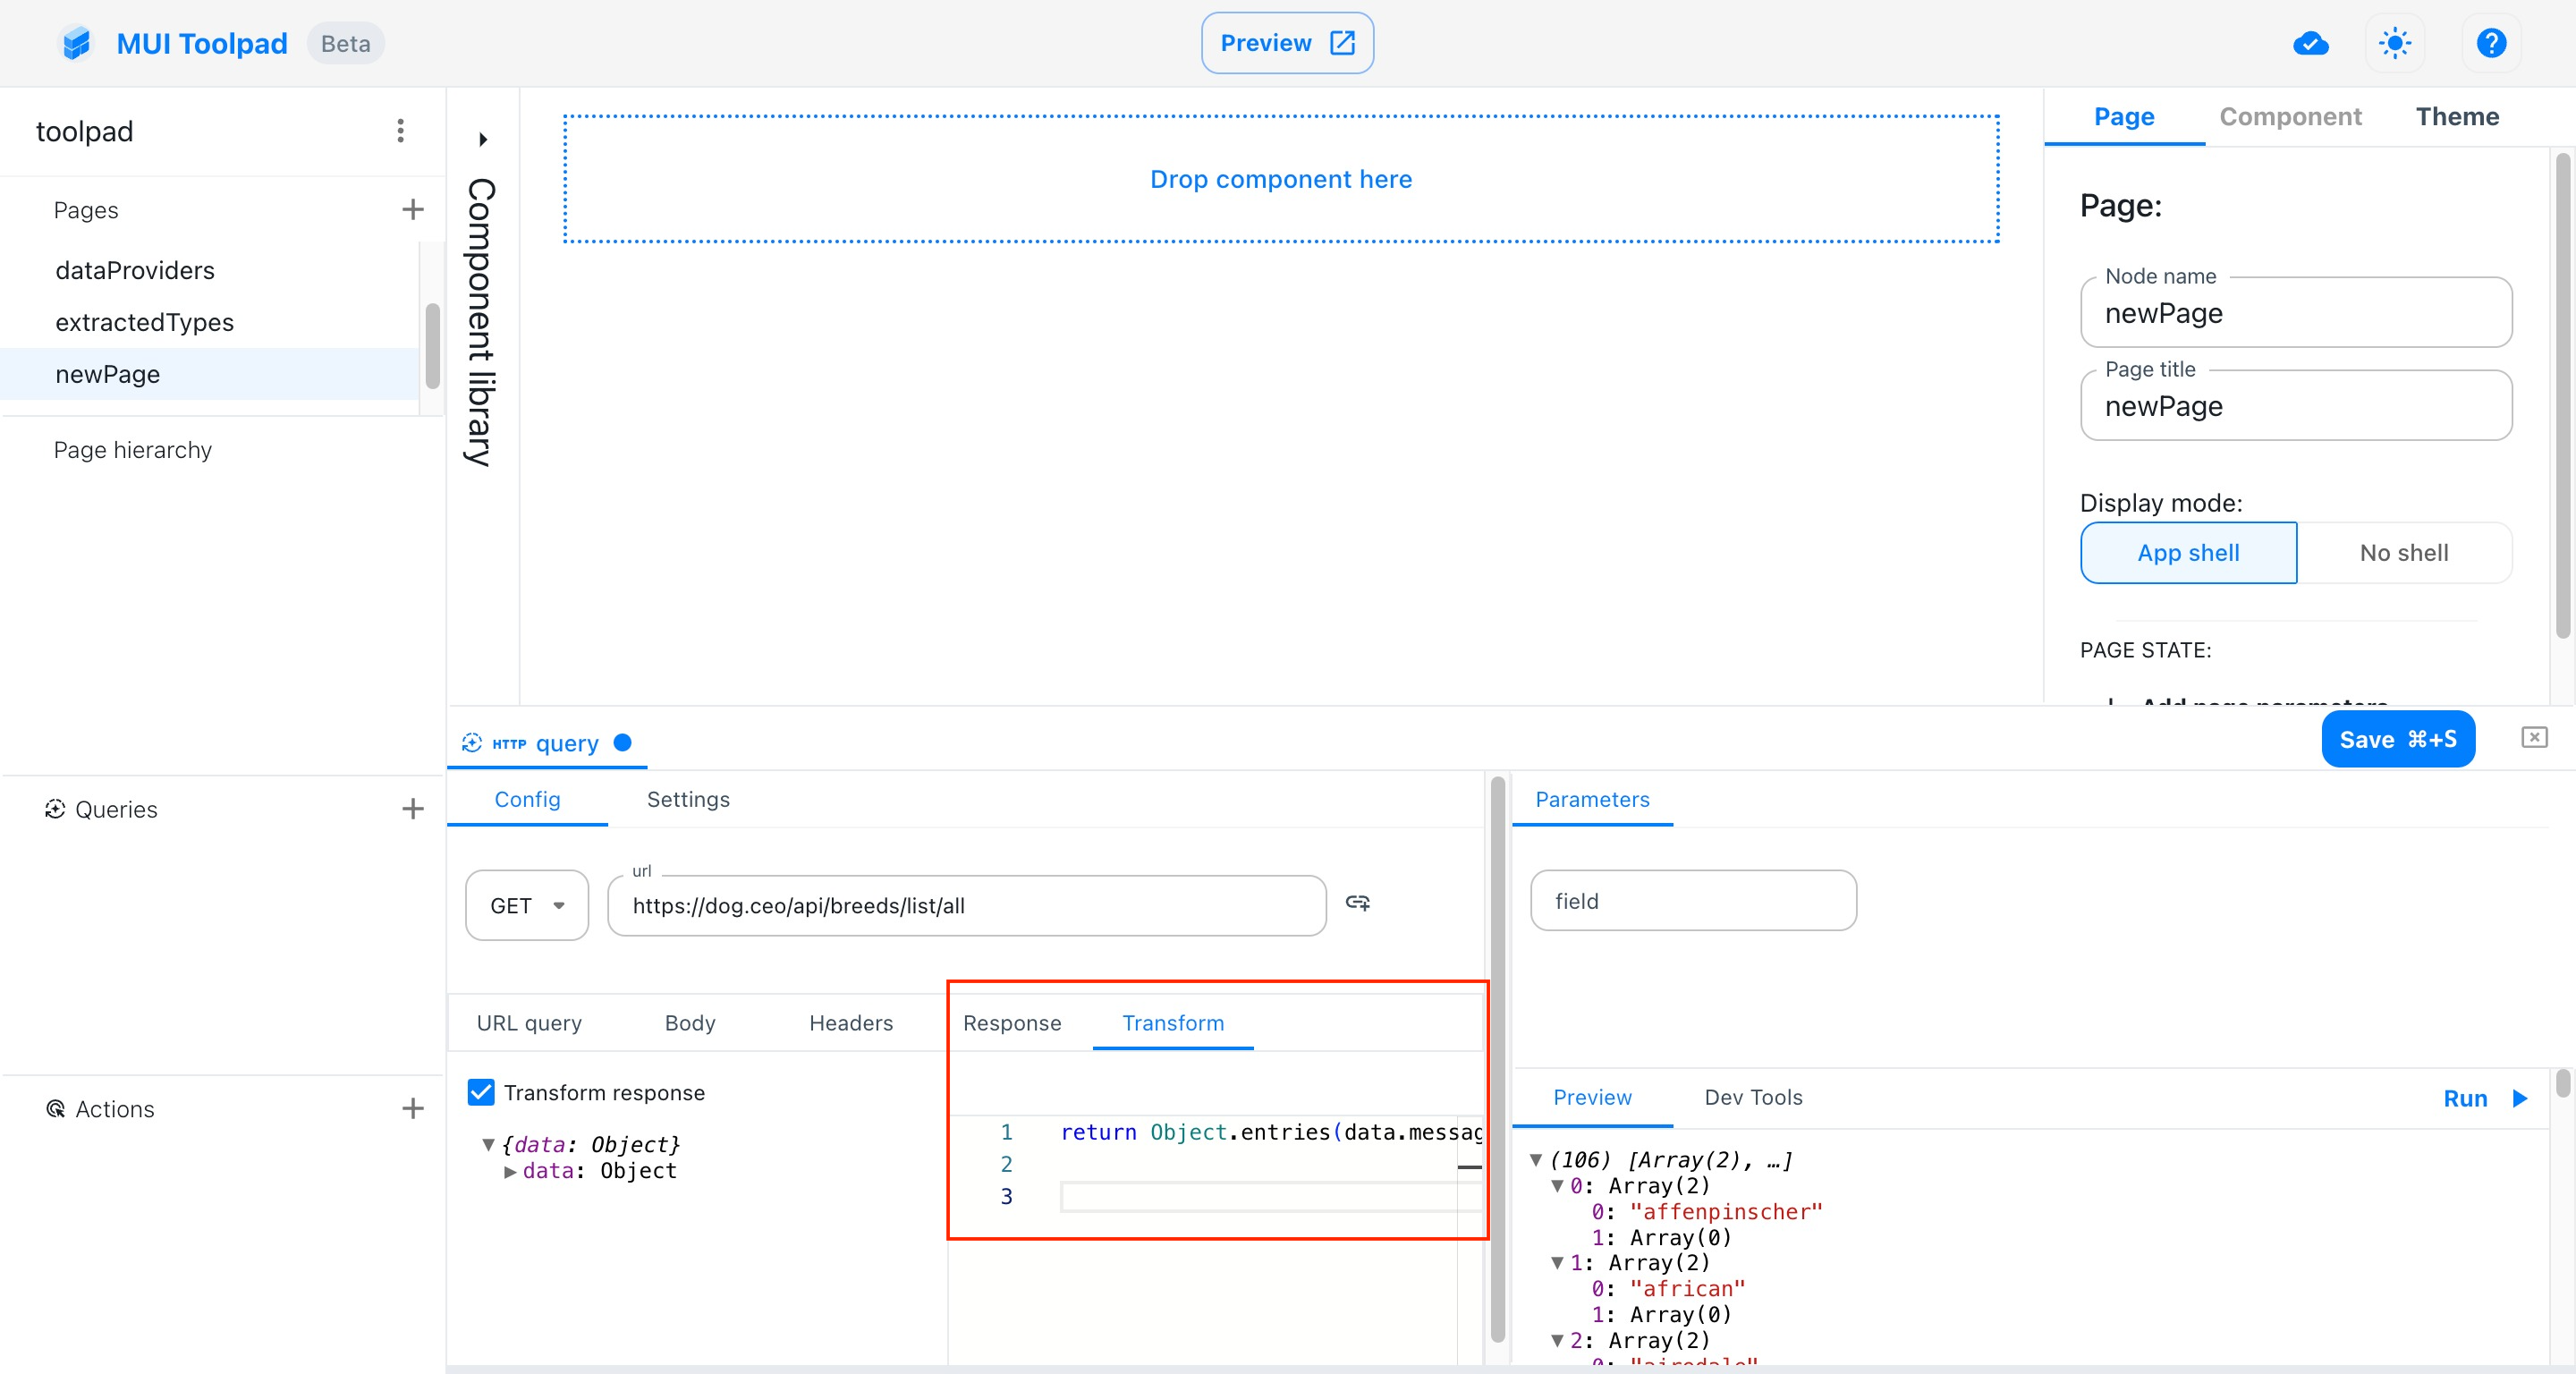 MUI Toolpad Beta
Preview
toolpad
Pages
dataProviders
extractedTypes
newPage
Page hierarchy
Queries
Actions
Component library
Drop component here
Page Component Theme
Page:
Node name
newPage
Page title
newPage
Display mode:
App shell No shell
PAGE STATE:
Add page parameters
HTTP query
Save ⌘+S
Config Settings
GET
url
https://dog.ceo/api/breeds/list/all
URL query Body Headers Response Transform
Transform response
{data: Object}
data: Object
1 return Object.entries(data.messag
2
3
Parameters
field
Preview Dev Tools Run
(106) [Array(2), …]
0: Array(2)
0: "affenpinscher"
1: Array(0)
1: Array(2)
0: "african"
1: Array(0)
2: Array(2)
0: "airedale"